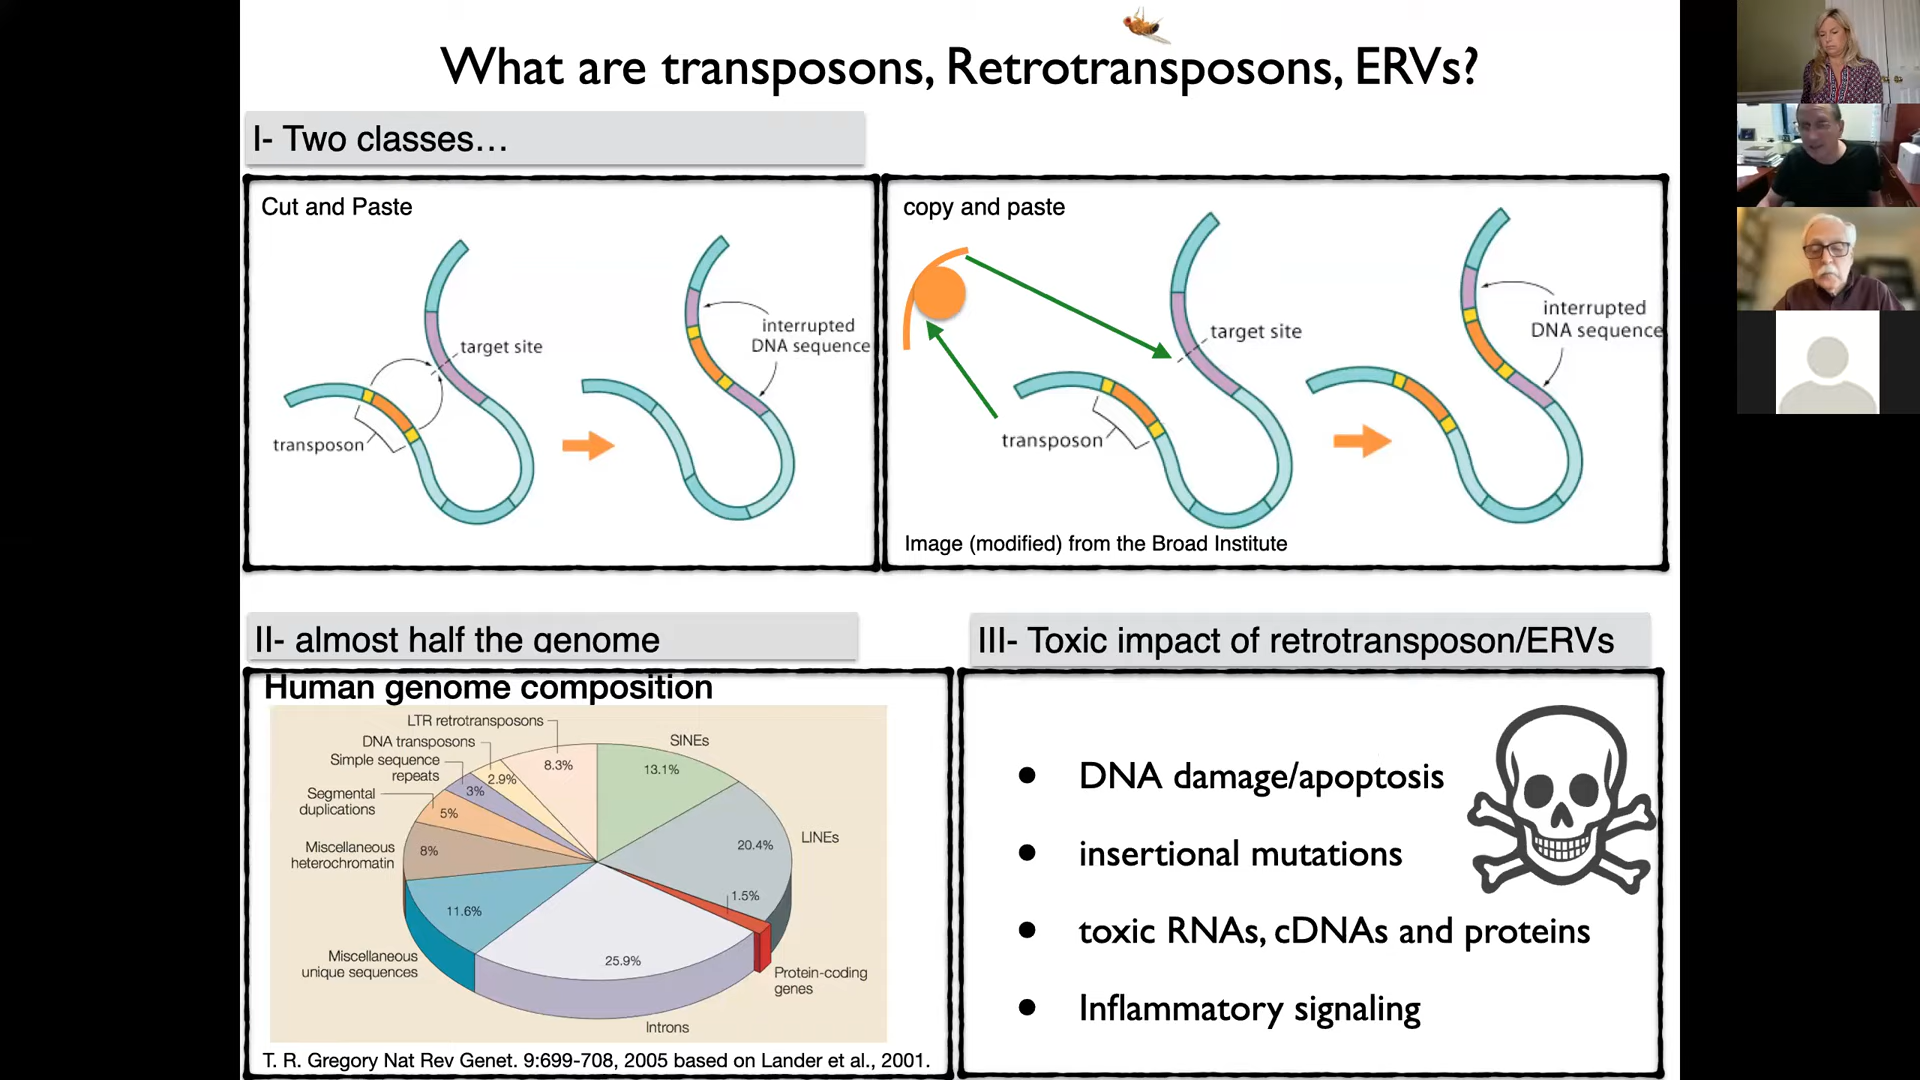 What are transposons, Retrotransposons, ERVs?
I- Two classes…
Cut and Paste
target site
transposon
interrupted
DNA sequence
copy and paste
target site
transposon
interrupted
DNA sequence
Image (modified) from the Broad Institute
II- almost half the genome
Human genome composition
LTR retrotransposons
DNA transposons
Simple sequence
repeats
Segmental
duplications
Miscellaneous
heterochromatin
Miscellaneous
unique sequences
SINEs
LINEs
Protein-coding
genes
Introns
8.3%
13.1%
2.9%
3%
5%
8%
11.6%
20.4%
1.5%
25.9%
T. R. Gregory Nat Rev Genet. 9:699-708, 2005 based on Lander et al., 2001.
III- Toxic impact of retrotransposon/ERVs
• DNA damage/apoptosis
• insertional mutations
• toxic RNAs, cDNAs and proteins
• Inflammatory signaling